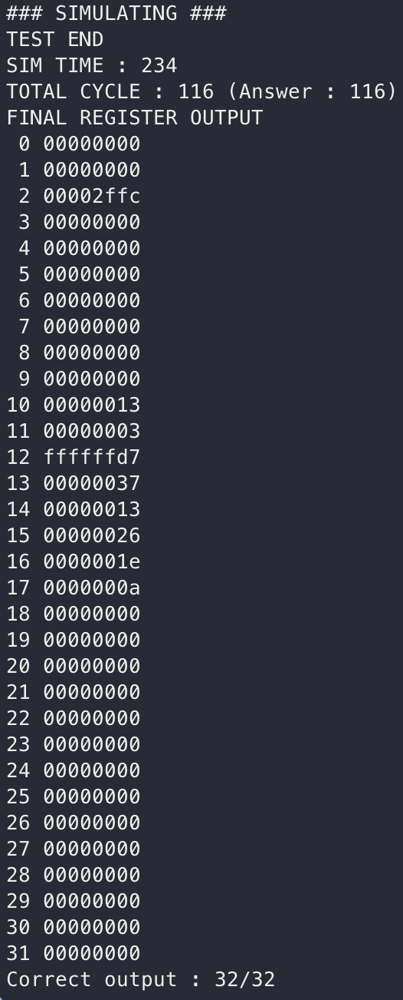 ### SIMULATING ###
TEST END
SIM TIME : 234
TOTAL CYCLE : 116 (Answer : 116)
FINAL REGISTER OUTPUT
 0 00000000
 1 00000000
 2 00002ffc
 3 00000000
 4 00000000
 5 00000000
 6 00000000
 7 00000000
 8 00000000
 9 00000000
10 00000013
11 00000003
12 ffffffd7
13 00000037
14 00000013
15 00000026
16 0000001e
17 0000000a
18 00000000
19 00000000
20 00000000
21 00000000
22 00000000
23 00000000
24 00000000
25 00000000
26 00000000
27 00000000
28 00000000
29 00000000
30 00000000
31 00000000
Correct output : 32/32